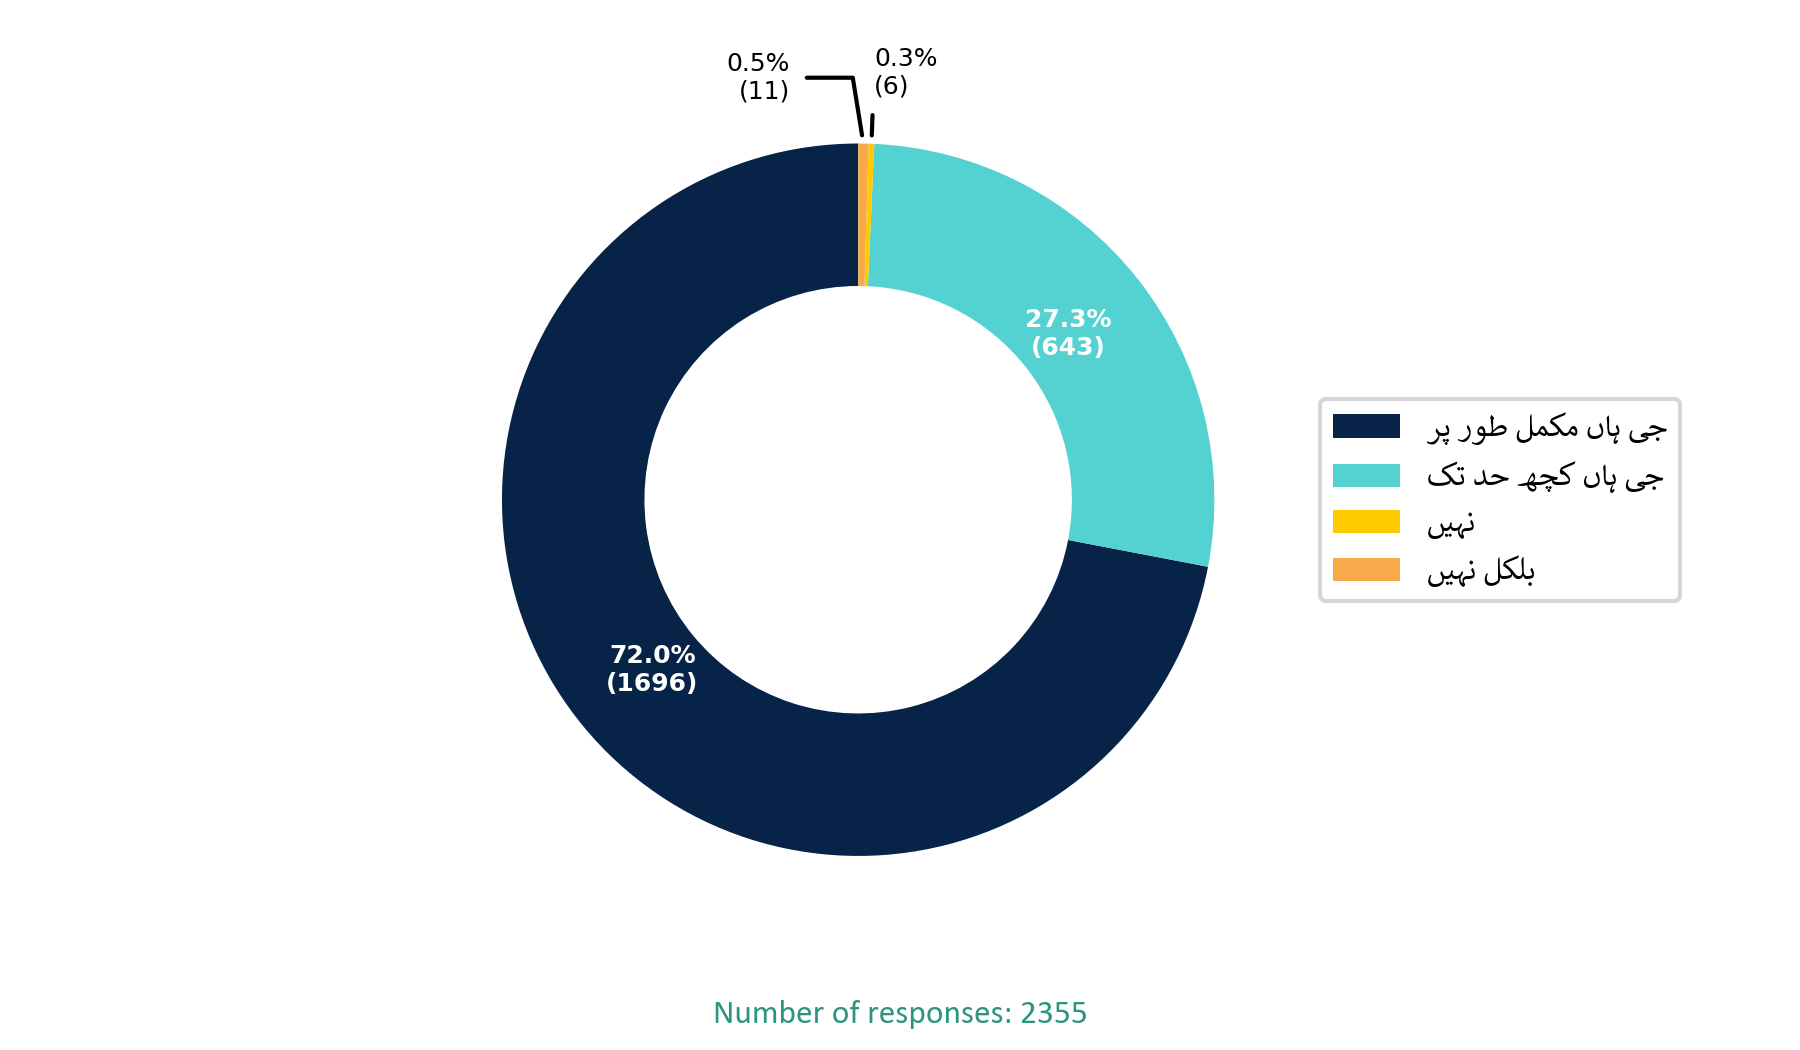 0.5%
(11)
0.3%
(6)
27.3%
(643)
72.0%
(1696)
جی ہاں مکمل طور پر
جی ہاں کچھ حد تک
نہیں
بلکل نہیں
Number of responses: 2355